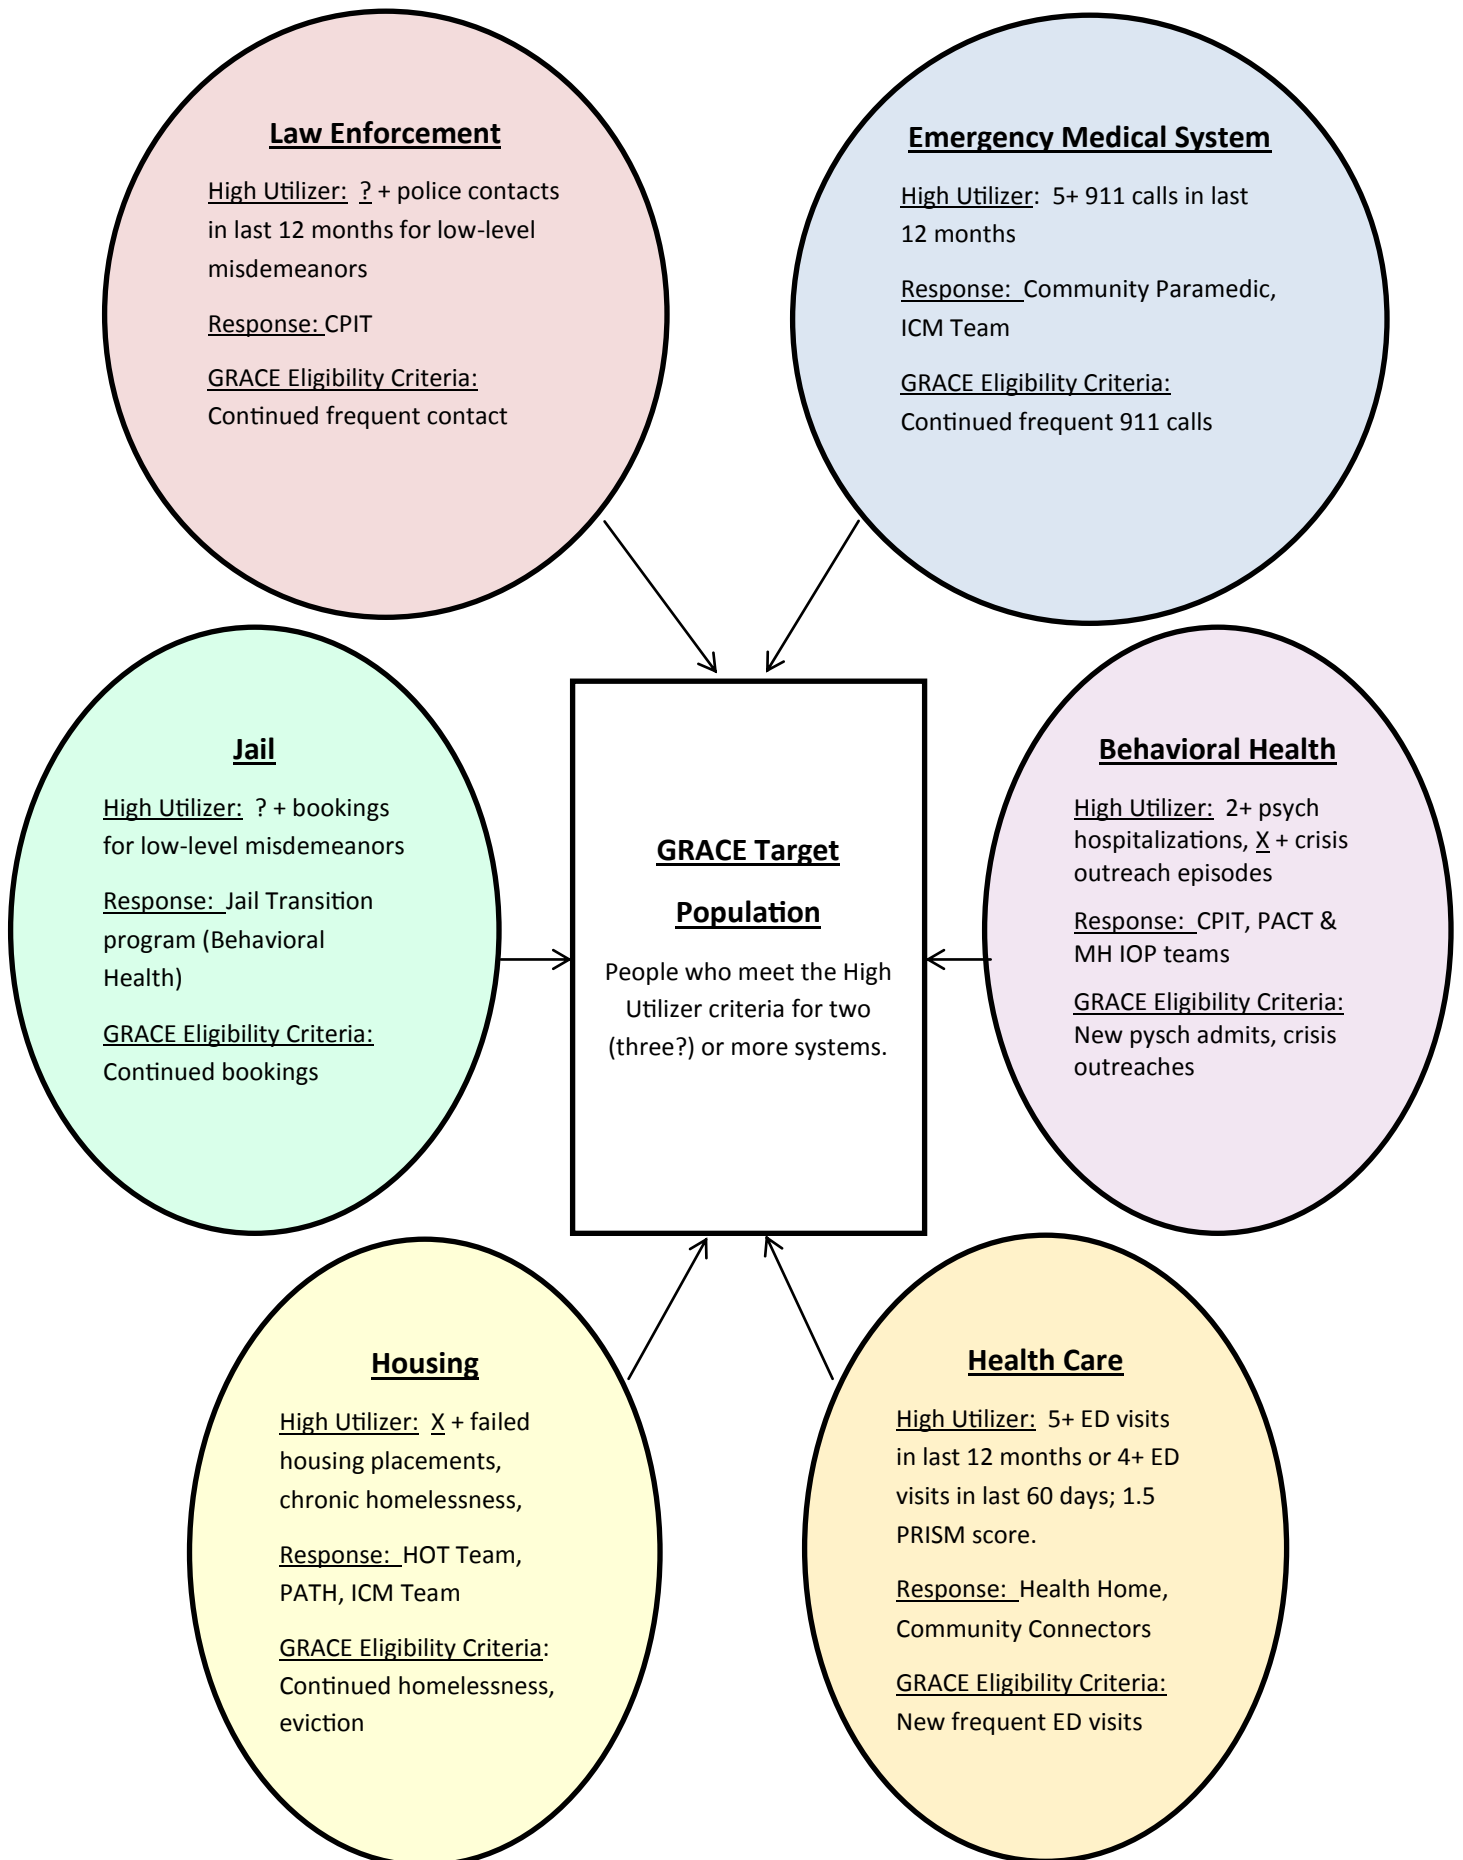 Law Enforcement
High Utilizer: ? + police contacts
in last 12 months for low-level
misdemeanors
Response: CPIT
GRACE Eligibility Criteria:
Continued frequent contact
Emergency Medical System
High Utilizer: 5+ 911 calls in last
12 months
Response: Community Paramedic,
ICM Team
GRACE Eligibility Criteria:
Continued frequent 911 calls
Jail
High Utilizer: ? + bookings
for low-level misdemeanors
Response: Jail Transition
program (Behavioral
Health)
GRACE Eligibility Criteria:
Continued bookings
GRACE Target
Population
People who meet the High
Utilizer criteria for two
(three?) or more systems.
Behavioral Health
High Utilizer: 2+ psych
hospitalizations, X + crisis
outreach episodes
Response: CPIT, PACT &
MH IOP teams
GRACE Eligibility Criteria:
New pysch admits, crisis
outreaches
Housing
High Utilizer: X + failed
housing placements,
chronic homelessness,
Response: HOT Team,
PATH, ICM Team
GRACE Eligibility Criteria:
Continued homelessness,
eviction
Health Care
High Utilizer: 5+ ED visits
in last 12 months or 4+ ED
visits in last 60 days; 1.5
PRISM score.
Response: Health Home,
Community Connectors
GRACE Eligibility Criteria:
New frequent ED visits